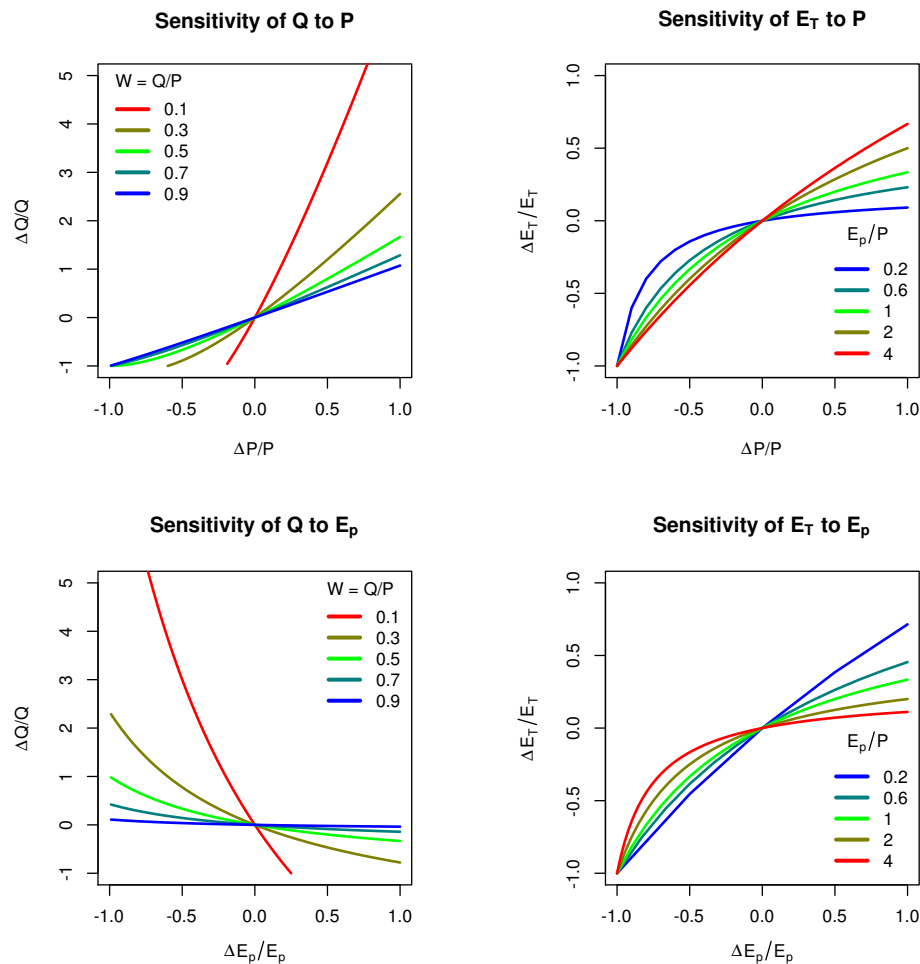 Sensitivity of Q to P
W = Q/P
0.1
0.3
0.5
0.7
0.9
ΔQ/Q
5
4
3
2
1
0
-1
-1.0 -0.5 0.0 0.5 1.0
ΔP/P
Sensitivity of E_T to P
ΔE_T/E_T
1.0
0.5
0.0
-0.5
-1.0
E_p/P
0.2
0.6
1
2
4
-1.0 -0.5 0.0 0.5 1.0
ΔP/P
Sensitivity of Q to E_p
W = Q/P
0.1
0.3
0.5
0.7
0.9
ΔQ/Q
5
4
3
2
1
0
-1
-1.0 -0.5 0.0 0.5 1.0
ΔE_p/E_p
Sensitivity of E_T to E_p
ΔE_T/E_T
1.0
0.5
0.0
-0.5
-1.0
E_p/P
0.2
0.6
1
2
4
-1.0 -0.5 0.0 0.5 1.0
ΔE_p/E_p